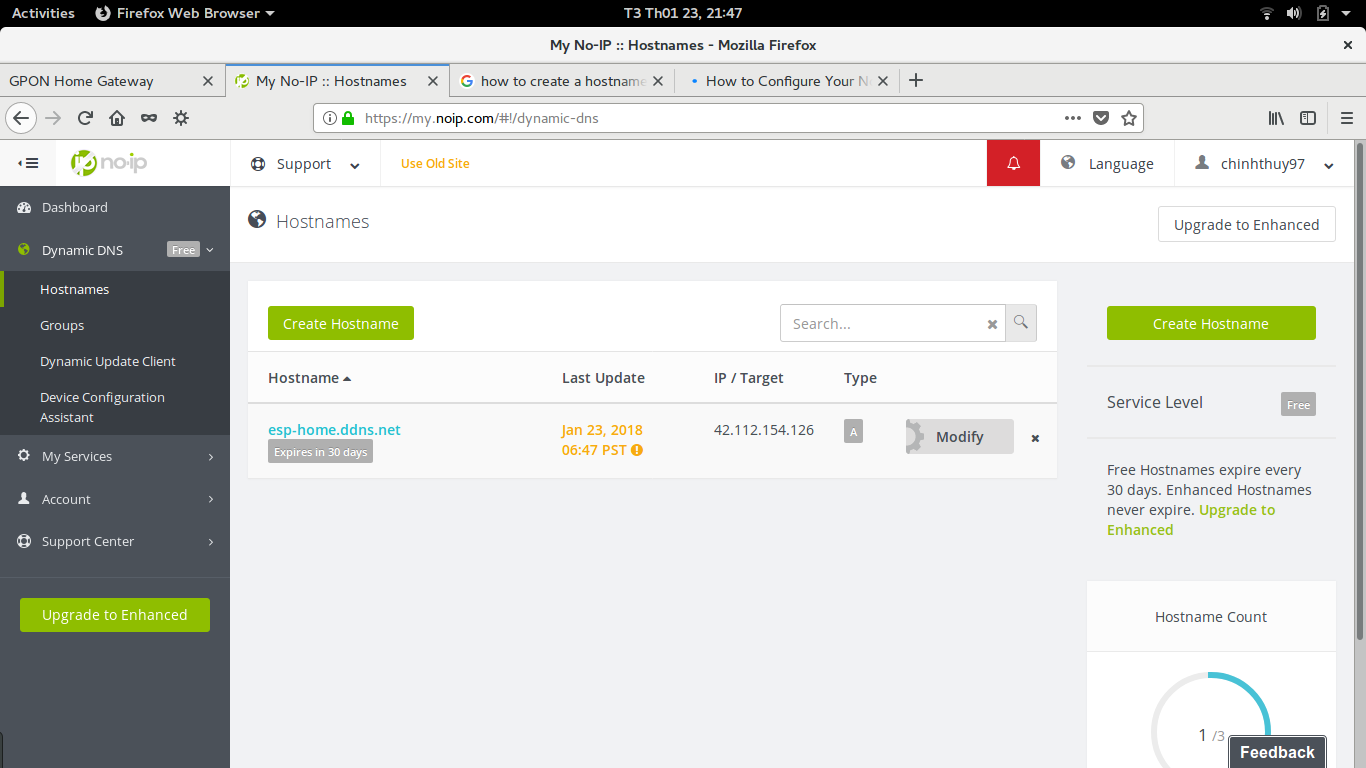 Activities
Firefox Web Browser
T3 Th01 23, 21:47
My No-IP :: Hostnames - Mozilla Firefox
GPON Home Gateway
My No-IP :: Hostnames
how to create a hostname
How to Configure Your N
https://my.noip.com/#!/dynamic-dns
no-ip
Support
Use Old Site
Language
chinhthuy97
Dashboard
Dynamic DNS
Free
Hostnames
Groups
Dynamic Update Client
Device Configuration
Assistant
My Services
Account
Support Center
Upgrade to Enhanced
Hostnames
Upgrade to Enhanced
Create Hostname
Search...
Hostname
Last Update
IP / Target
Type
esp-home.ddns.net
Expires in 30 days
Jan 23, 2018
06:47 PST
42.112.154.126
A
Modify
Create Hostname
Service Level
Free
Free Hostnames expire every
30 days. Enhanced Hostnames
never expire. Upgrade to
Enhanced
Hostname Count
1 /3
Feedback